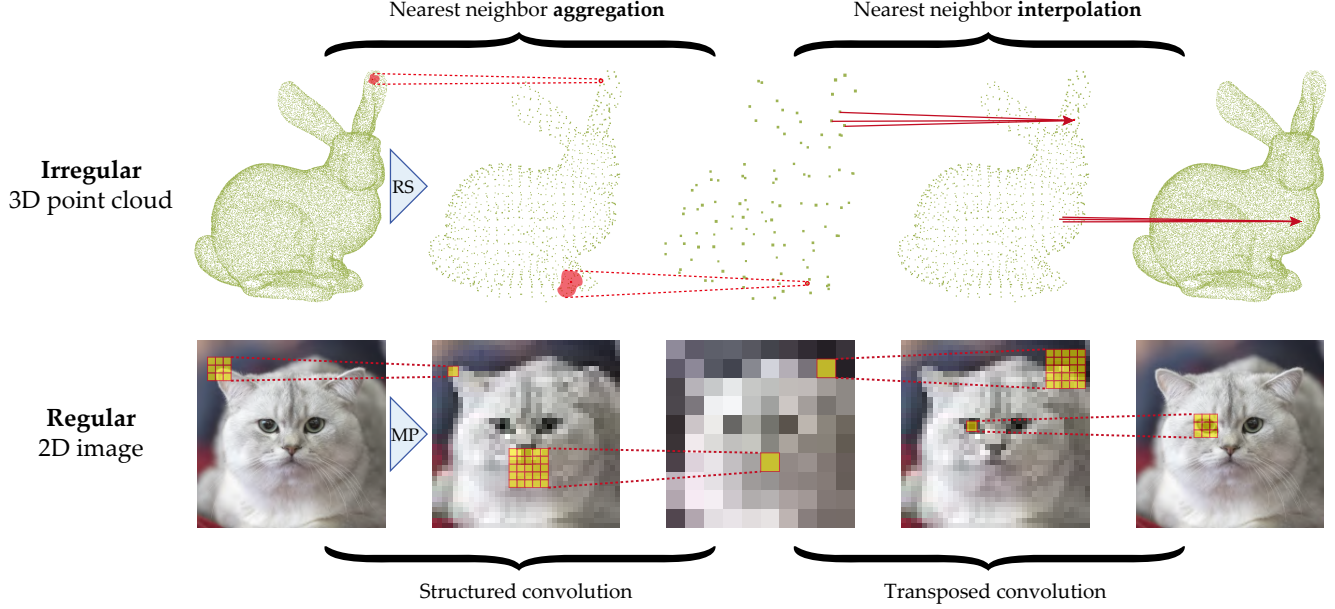 Nearest neighbor aggregation
Nearest neighbor interpolation
Irregular
3D point cloud
RS
Regular
2D image
MP
Structured convolution
Transposed convolution